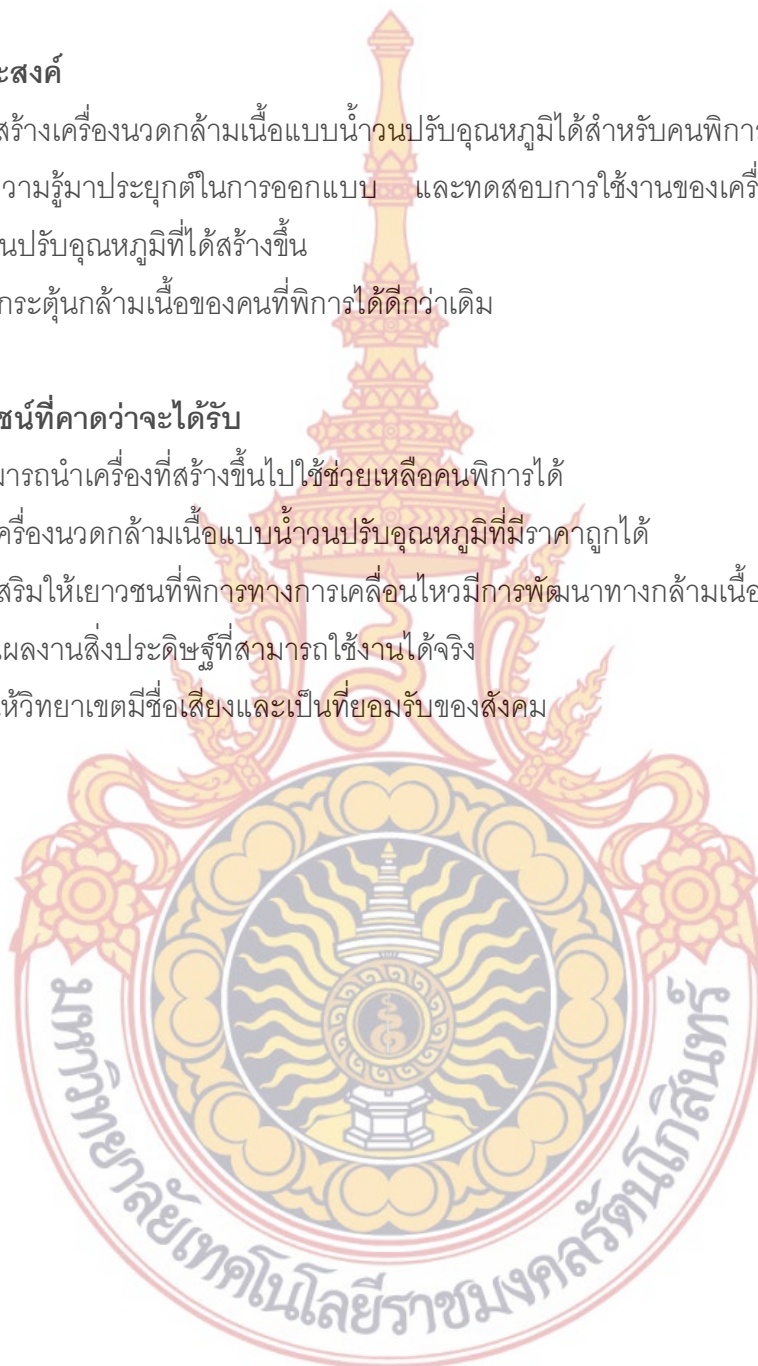 ะสงค์
สร้างเครื่องนวดกล้ามเนื้อแบบน้ำวนปรับอุณหภูมิได้สำหรับคนพิการ
วามรู้มาประยุกต์ในการออกแบบ และทดสอบการใช้งานของเครื่
นปรับอุณหภูมิที่ได้สร้างขึ้น
กระตุ้นกล้ามเนื้อของคนที่พิการได้ดีกว่าเดิม
ชน์ที่คาดว่าจะได้รับ
มารถนำเครื่องที่สร้างขึ้นไปใช้ช่วยเหลือคนพิการได้
ครื่องนวดกล้ามเนื้อแบบน้ำวนปรับอุณหภูมิที่มีราคาถูกได้
สริมให้เยาวชนที่พิการทางการเคลื่อนไหวมีการพัฒนาทางกล้ามเนื้อ
ผลงานสิ่งประดิษฐ์ที่สามารถใช้งานได้จริง
ห้วิทยาเขตมีชื่อเสียงและเป็นที่ยอมรับของสังคม
มหาวิทยาลัยเทคโนโลยีราชมงคลรัตนโกสินทร์